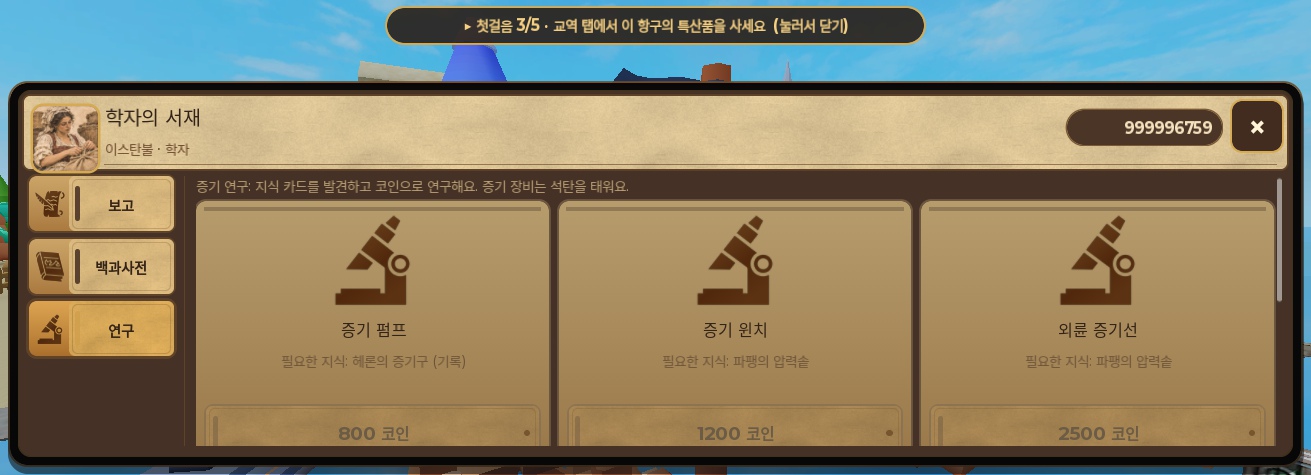 ▸ 첫걸음 3/5 · 교역 탭에서 이 항구의 특산품을 사세요 (눌러서 닫기)
학자의 서재
이스탄불 · 학자
999996759
×
보고
백과사전
연구
증기 연구: 지식 카드를 발견하고 코인으로 연구해요. 증기 장비는 석탄을 태워요.
증기 펌프
필요한 지식: 헤론의 증기구 (기록)
800 코인
증기 윈치
필요한 지식: 파팽의 압력솥
1200 코인
외륜 증기선
필요한 지식: 파팽의 압력솥
2500 코인